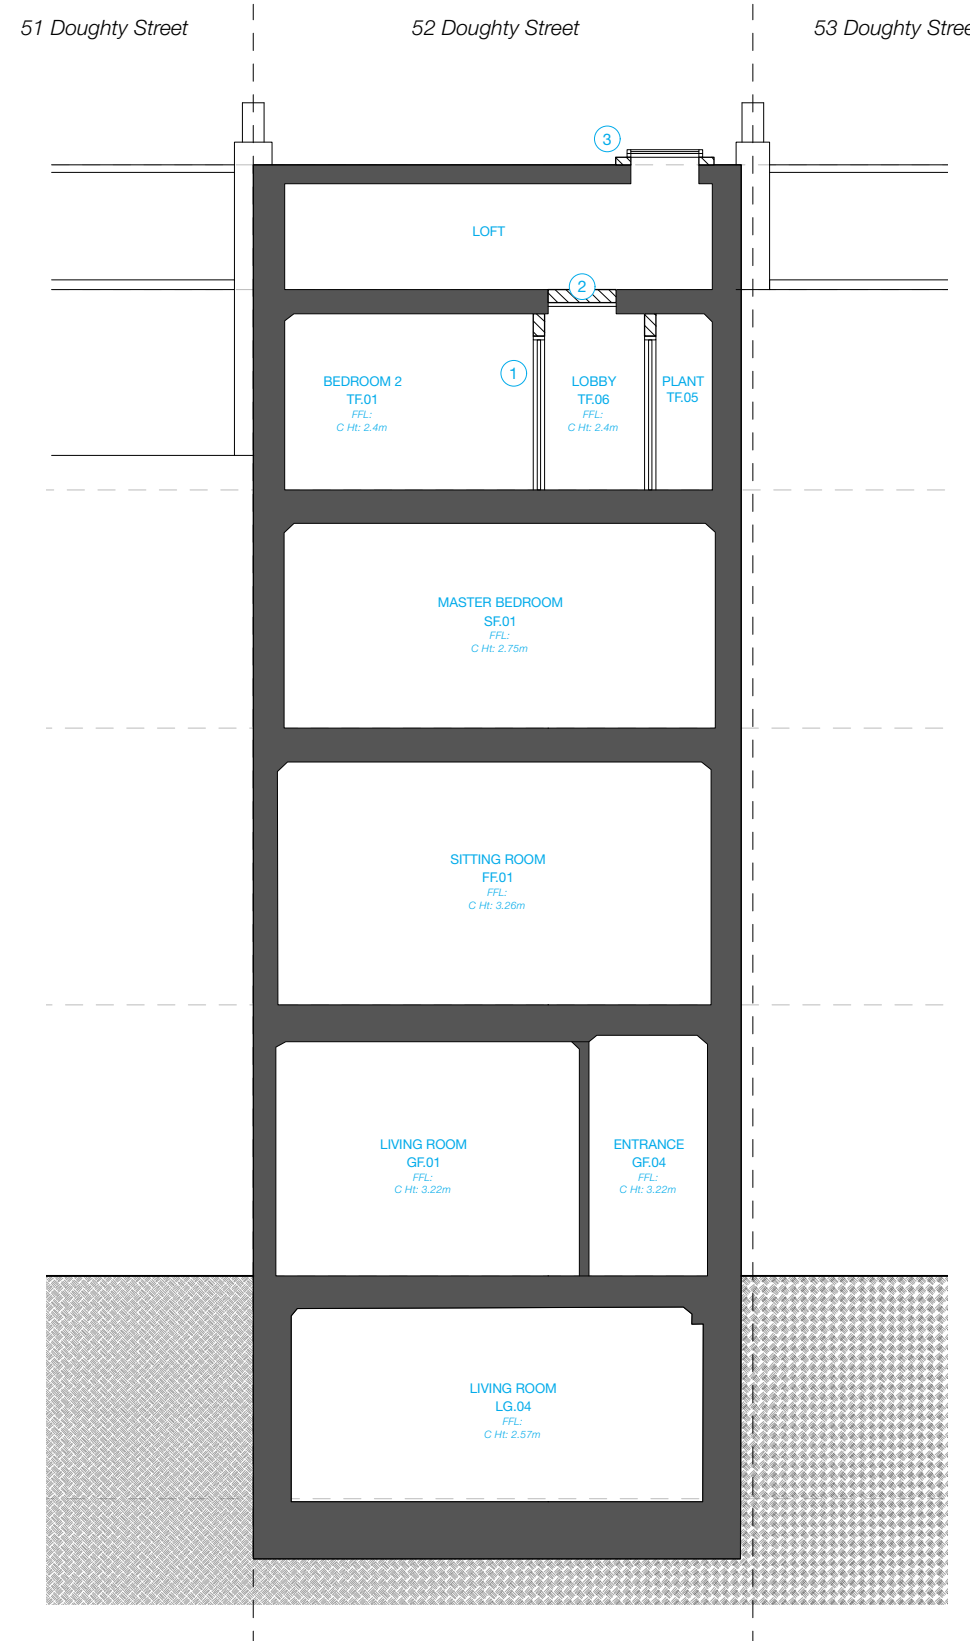 51 Doughty Street
52 Doughty Street
53 Doughty Stree
3
LOFT
2
1
BEDROOM 2
TF.01
FFL:
C Ht: 2.4m
LOBBY
TF.06
FFL:
C Ht: 2.4m
PLANT
TF.05
MASTER BEDROOM
SF.01
FFL:
C Ht: 2.75m
SITTING ROOM
FF.01
FFL:
C Ht: 3.26m
LIVING ROOM
GF.01
FFL:
C Ht: 3.22m
ENTRANCE
GF.04
FFL:
C Ht: 3.22m
LIVING ROOM
LG.04
FFL:
C Ht: 2.57m